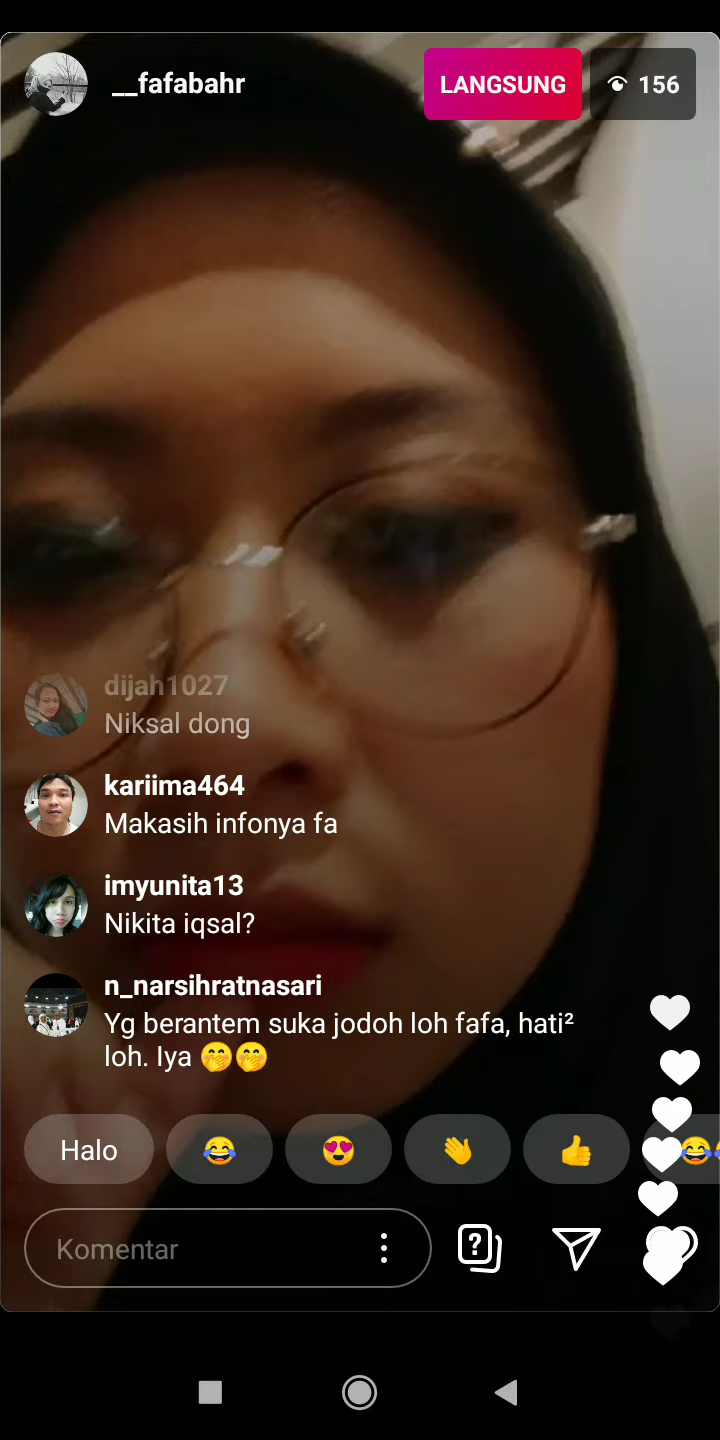 __fafabahr
LANGSUNG
156
dijah1027
Niksal dong
kariima464
Makasih infonya fa
imyunita13
Nikita iqsal?
n_narsihratnasari
Yg berantem suka jodoh loh fafa, hati²
loh. Iya 🤭🤭
Halo 😂 😍 👋 👍 😂
Komentar